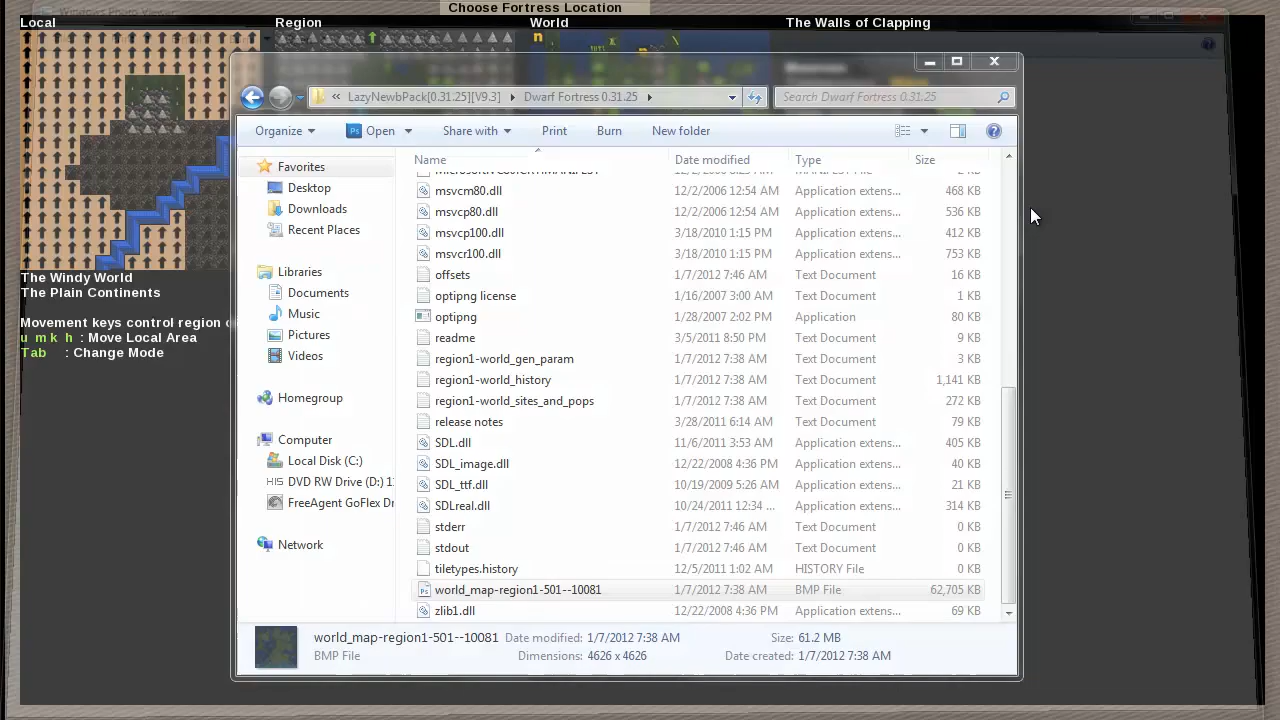 Windows Photo Viewer
Choose Fortress Location
Local Region World The Walls of Clapping
« LazyNewbPack[0.31.25][V9.3] Dwarf Fortress 0.31.25 Search Dwarf Fortress 0.31.25
Organize Open Share with Print Burn New folder
Favorites
Desktop
Downloads
Recent Places
Libraries
Documents
Music
Pictures
Videos
Homegroup
Computer
Local Disk (C:)
DVD RW Drive (D:) 1
FreeAgent GoFlex Dr
Network
Name Date modified Type Size
msvcm80.dll 12/2/2006 12:54 AM Application extens... 468 KB
msvcp80.dll 12/2/2006 12:54 AM Application extens... 536 KB
msvcp100.dll 3/18/2010 1:15 PM Application extens... 412 KB
msvcr100.dll 3/18/2010 1:15 PM Application extens... 753 KB
offsets 1/7/2012 7:46 AM Text Document 16 KB
optipng license 1/16/2007 3:00 AM Text Document 1 KB
optipng 1/28/2007 2:02 PM Application 80 KB
readme 3/5/2011 8:50 PM Text Document 9 KB
region1-world_gen_param 1/7/2012 7:38 AM Text Document 3 KB
region1-world_history 1/7/2012 7:38 AM Text Document 1,141 KB
region1-world_sites_and_pops 1/7/2012 7:38 AM Text Document 272 KB
release notes 3/28/2011 6:14 AM Text Document 79 KB
SDL.dll 11/6/2011 3:53 AM Application extens... 405 KB
SDL_image.dll 12/22/2008 4:36 PM Application extens... 40 KB
SDL_ttf.dll 10/19/2009 5:26 AM Application extens... 21 KB
SDLreal.dll 10/24/2011 12:34 ... Application extens... 314 KB
stderr 1/7/2012 7:46 AM Text Document 0 KB
stdout 1/7/2012 7:46 AM Text Document 0 KB
tiletypes.history 12/5/2011 1:02 AM HISTORY File 0 KB
world_map-region1-501--10081 1/7/2012 7:38 AM BMP File 62,705 KB
zlib1.dll 12/22/2008 4:36 PM Application extens... 69 KB
world_map-region1-501--10081 Date modified: 1/7/2012 7:38 AM Size: 61.2 MB
BMP File Dimensions: 4626 x 4626 Date created: 1/7/2012 7:38 AM
The Windy World
The Plain Continents
Movement keys control region
u m k h : Move Local Area
Tab : Change Mode